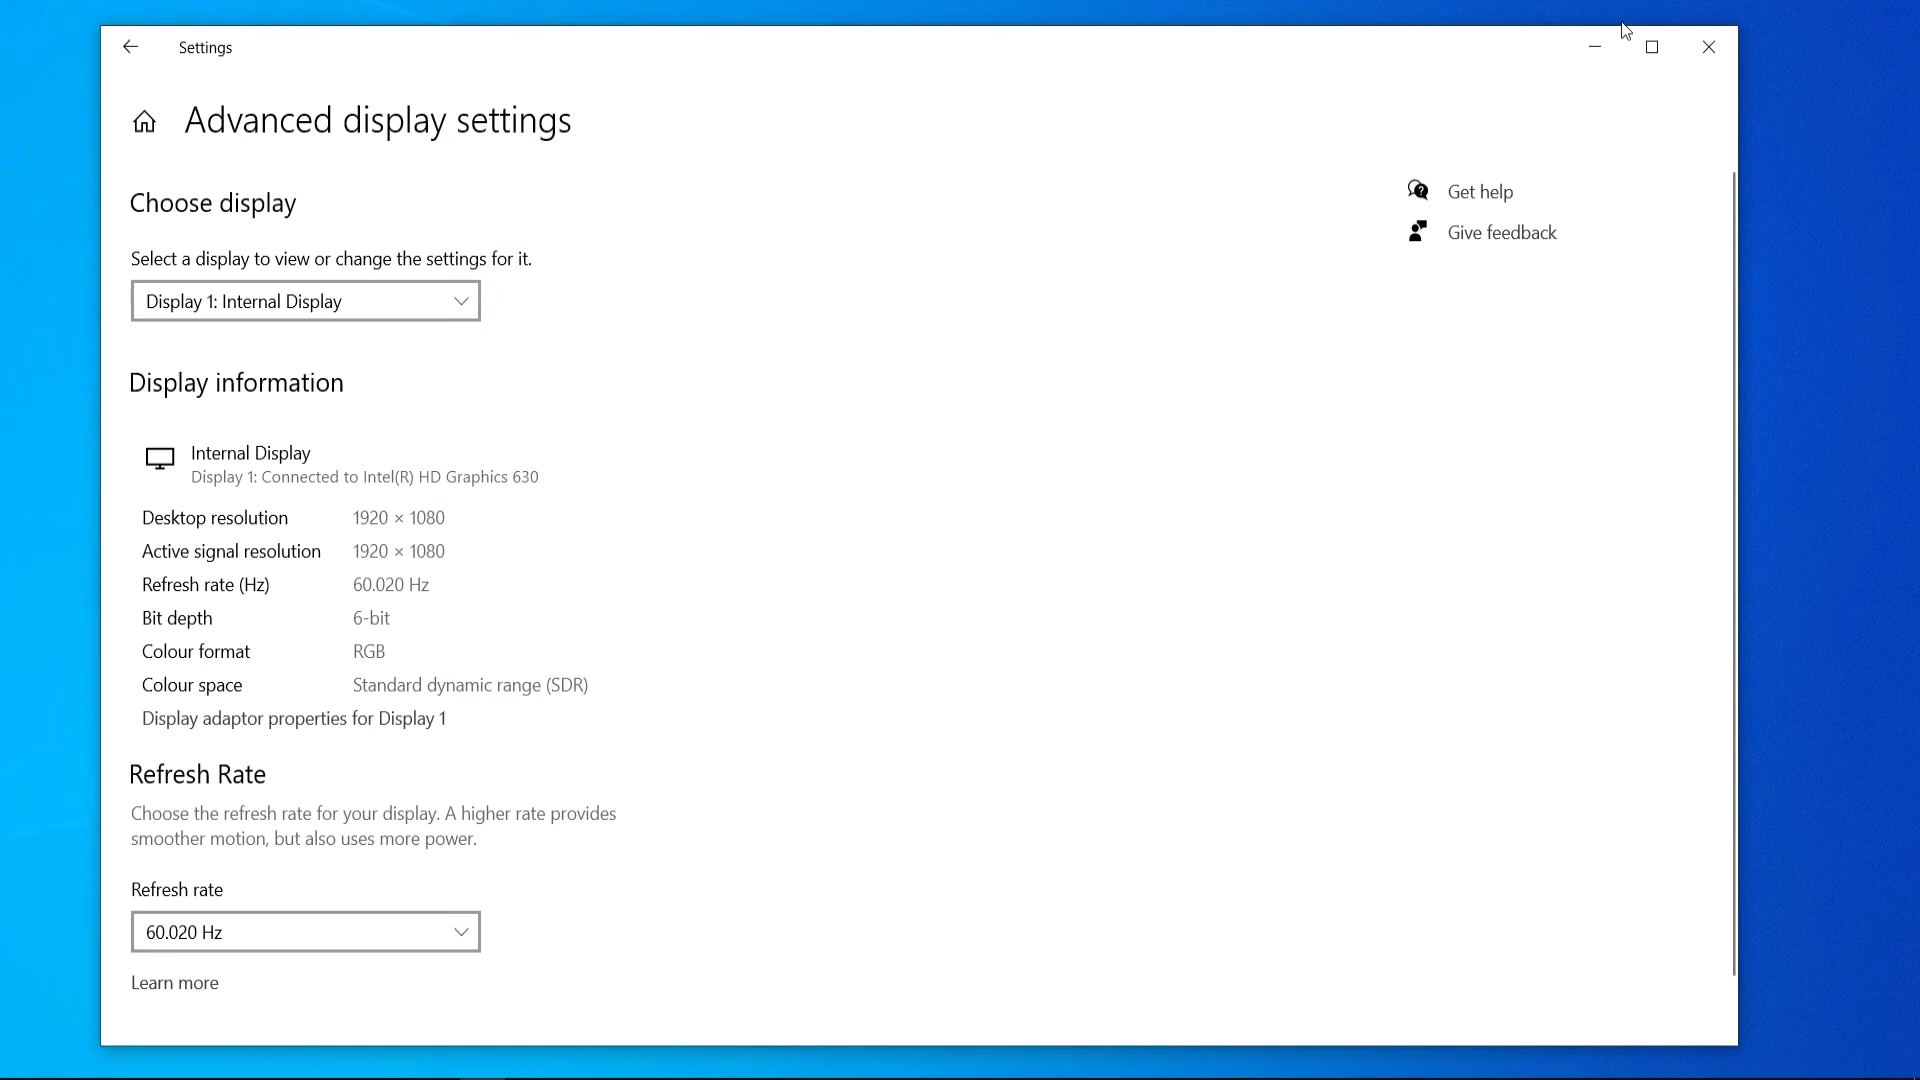 Settings
Advanced display settings
Choose display
Select a display to view or change the settings for it.
Display 1: Internal Display
Get help
Give feedback
Display information
Internal Display
Display 1: Connected to Intel(R) HD Graphics 630
Desktop resolution 1920 × 1080
Active signal resolution 1920 × 1080
Refresh rate (Hz) 60.020 Hz
Bit depth 6-bit
Colour format RGB
Colour space Standard dynamic range (SDR)
Display adaptor properties for Display 1
Refresh Rate
Choose the refresh rate for your display. A higher rate provides
smoother motion, but also uses more power.
Refresh rate
60.020 Hz
Learn more